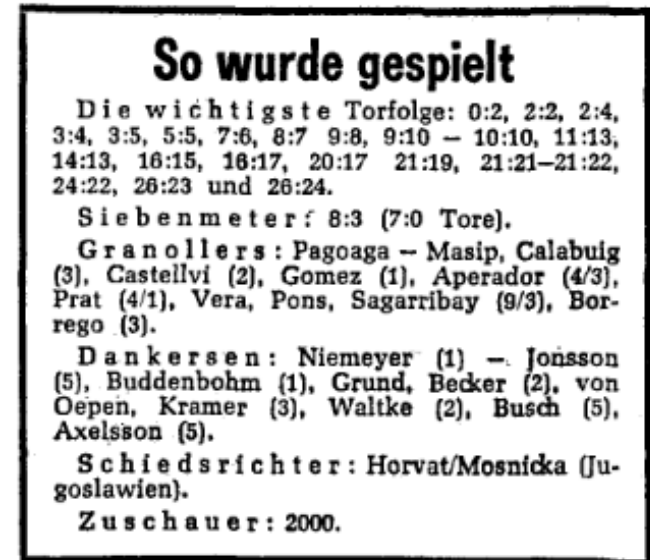 So wurde gespielt
Die wichtigste Torfolge: 0:2, 2:2, 2:4,
3:4, 3:5, 5:5, 7:6, 8:7 9:8, 9:10 — 10:10, 11:13,
14:13, 16:15, 16:17, 20:17 21:19, 21:21—21:22,
24:22, 26:23 und 26:24.
Siebenmeter: 8:3 (7:0 Tore).
Granollers: Pagoaga — Masip, Calabuig
(3), Castellvi (2), Gomez (1), Aperador (4/3),
Prat (4/1), Vera, Pons, Sagarribay (9/3), Bor-
rego (3).
Dankersen: Niemeyer (1) — Jonsson
(5), Buddenbohm (1), Grund, Becker (2), von
Oepen, Kramer (3), Waltke (2), Busch (5),
Axelsson (5).
Schiedsrichter: Horvat/Mosnicka (Ju-
goslawien).
Zuschauer: 2000.